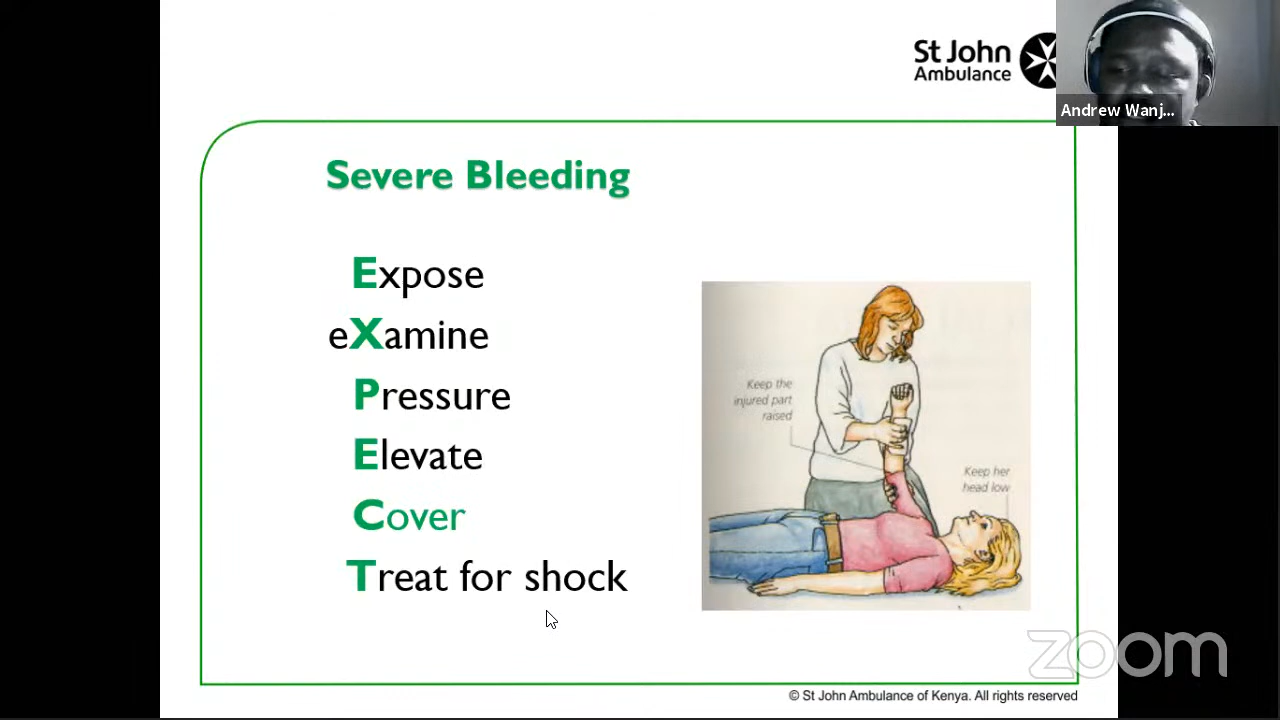 St John
Ambulance
Andrew Wanj...
Severe Bleeding
Expose
eXamine
Pressure
Elevate
Cover
Treat for shock
Keep the
injured part
raised
Keep her
head low
zoom
© St John Ambulance of Kenya. All rights reserved